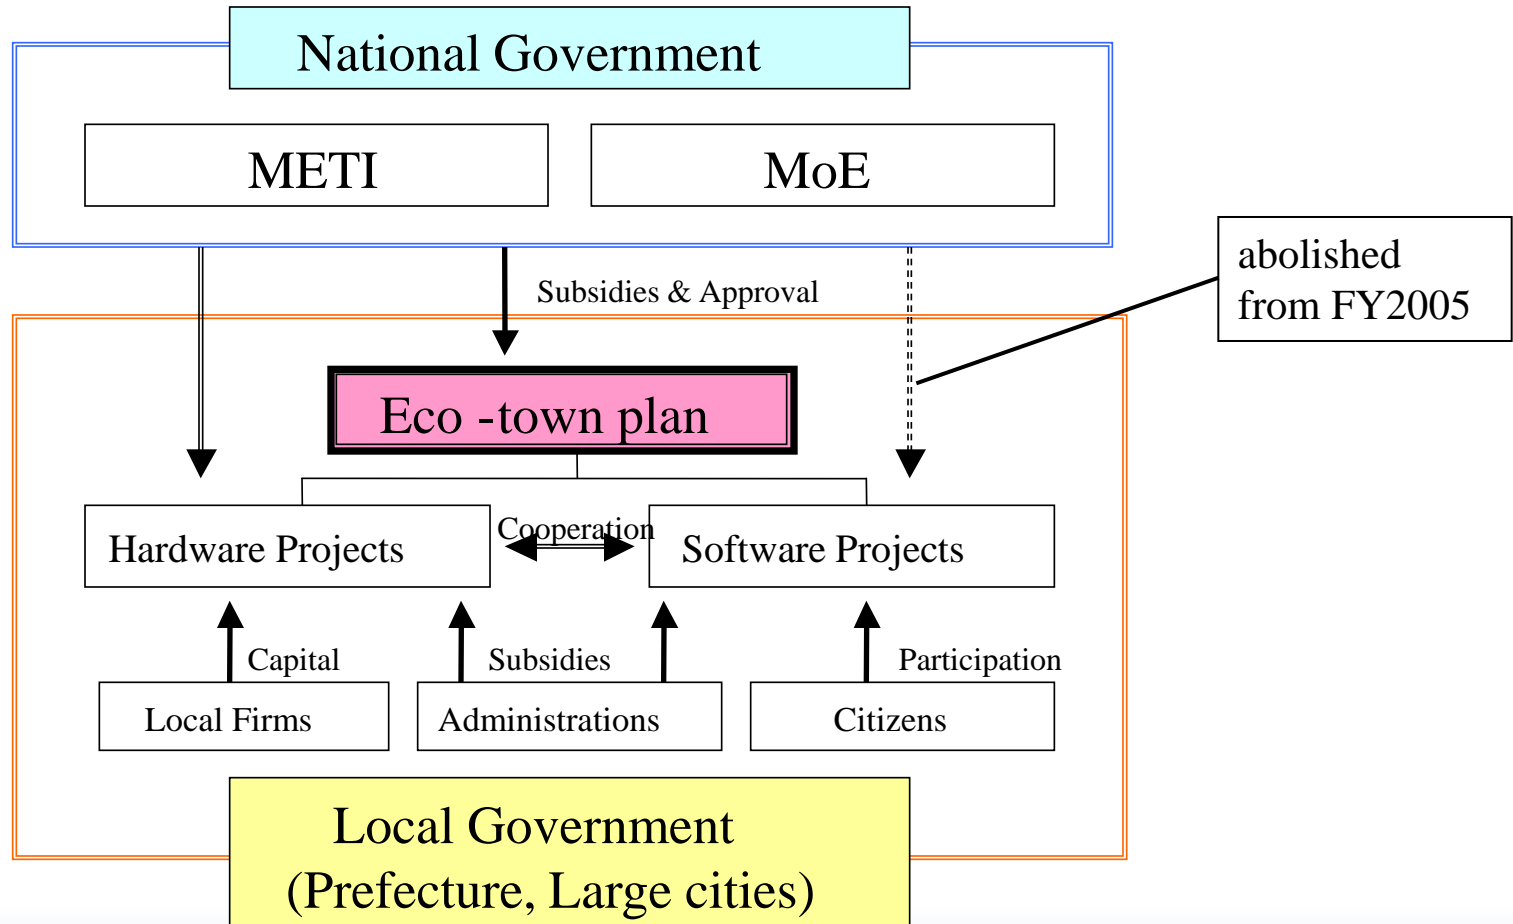 National Government
METI
MoE
abolished
from FY2005
Subsidies & Approval
Eco -town plan
Cooperation
Hardware Projects
Software Projects
Capital
Subsidies
Participation
Local Firms
Administrations
Citizens
Local Government
(Prefecture, Large cities)